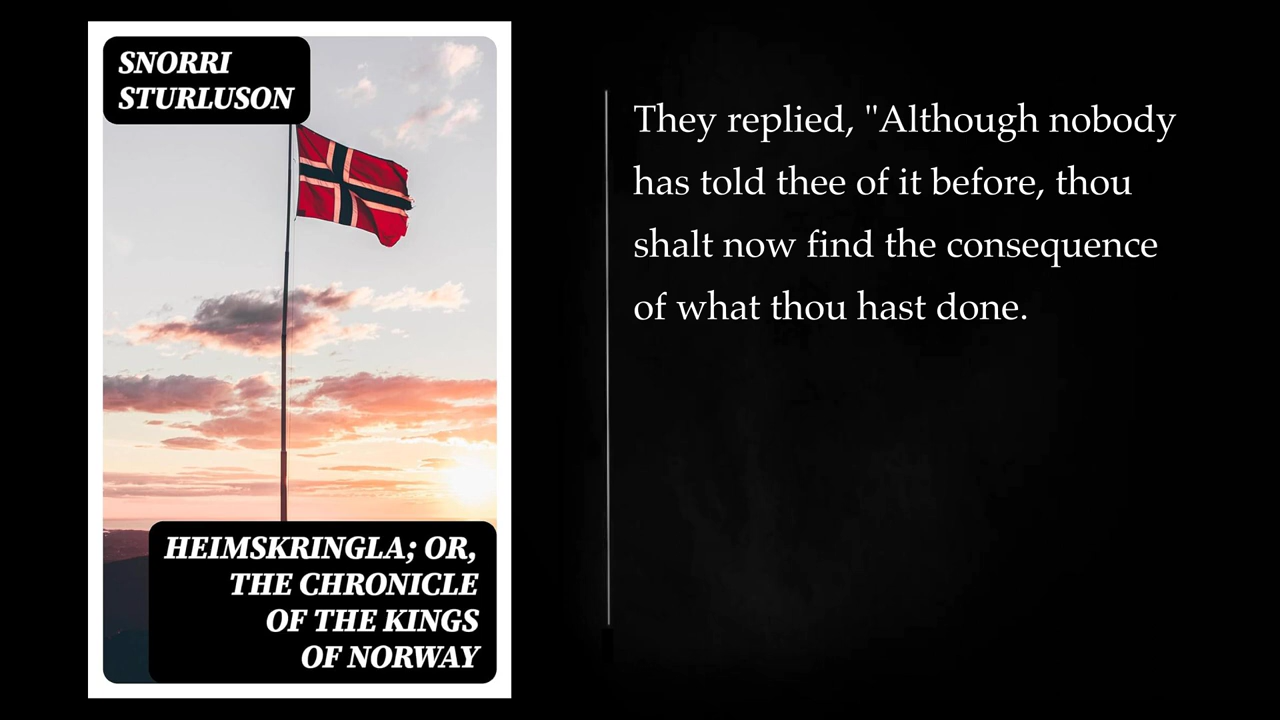 SNORRI
STURLUSON
HEIMSKRINGLA; OR,
THE CHRONICLE
OF THE KINGS
OF NORWAY
They replied, "Although nobody
has told thee of it before, thou
shalt now find the consequence
of what thou hast done.